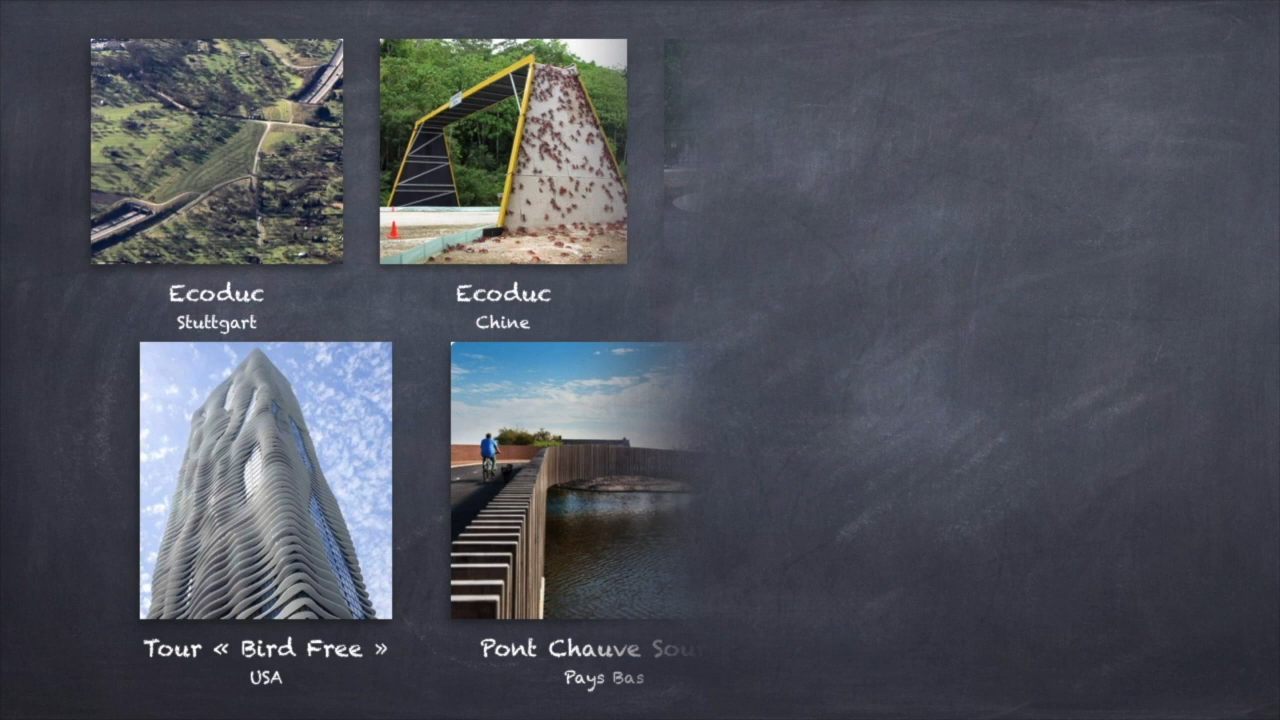 Ecoduc
Stuttgart
Ecoduc
Chine
Tour « Bird Free »
USA
Pont Chauve
Pays Bas